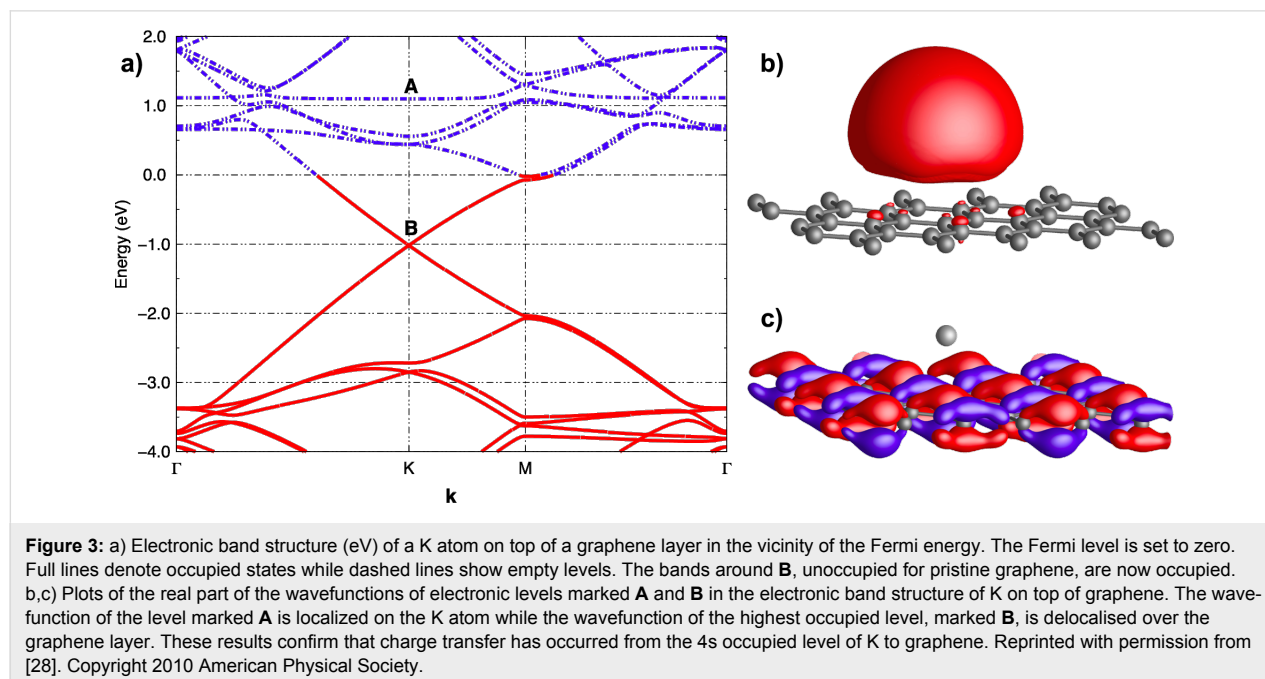 a)
2.0
1.0
0.0
−1.0
−2.0
−3.0
−4.0
Energy (eV)
A
B
Γ
K
M
Γ
k
b)
c)
Figure 3: a) Electronic band structure (eV) of a K atom on top of a graphene layer in the vicinity of the Fermi energy. The Fermi level is set to zero.
Full lines denote occupied states while dashed lines show empty levels. The bands around B, unoccupied for pristine graphene, are now occupied.
b,c) Plots of the real part of the wavefunctions of electronic levels marked A and B in the electronic band structure of K on top of graphene. The wave-
function of the level marked A is localized on the K atom while the wavefunction of the highest occupied level, marked B, is delocalised over the
graphene layer. These results confirm that charge transfer has occurred from the 4s occupied level of K to graphene. Reprinted with permission from
[28]. Copyright 2010 American Physical Society.